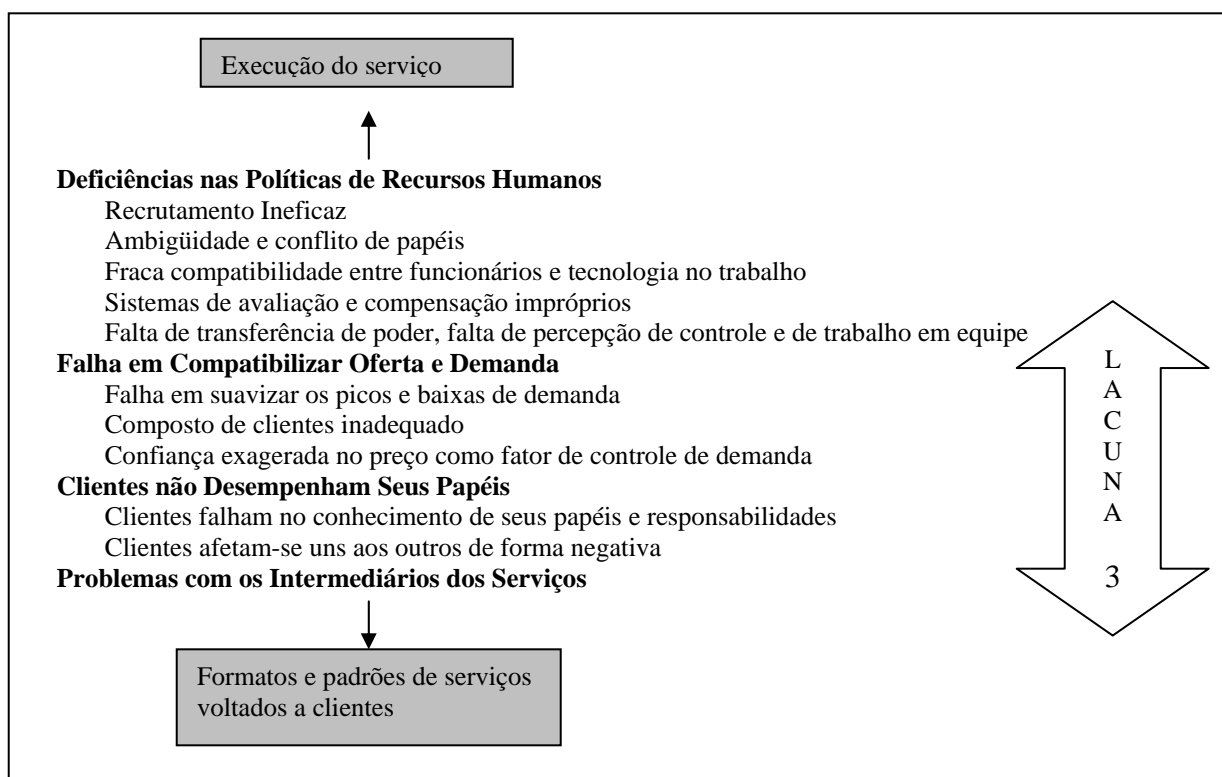 Execução do serviço
Deficiências nas Políticas de Recursos Humanos
Recrutamento Ineficaz
Ambigüidade e conflito de papéis
Fraca compatibilidade entre funcionários e tecnologia no trabalho
Sistemas de avaliação e compensação impróprios
Falta de transferência de poder, falta de percepção de controle e de trabalho em equipe
Falha em Compatibilizar Oferta e Demanda
Falha em suavizar os picos e baixas de demanda
Composto de clientes inadequado
Confiança exagerada no preço como fator de controle de demanda
Clientes não Desempenham Seus Papéis
Clientes falham no conhecimento de seus papéis e responsabilidades
Clientes afetam-se uns aos outros de forma negativa
Problemas com os Intermediários dos Serviços
Formatos e padrões de serviços
voltados a clientes
L
A
C
U
N
A
3